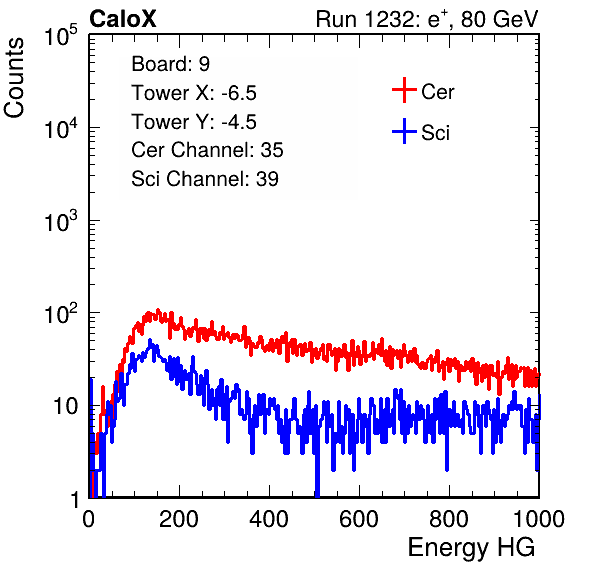 CaloX Run 1232: e⁺, 80 GeV
Board: 9
Tower X: -6.5
Tower Y: -4.5
Cer Channel: 35
Sci Channel: 39
Cer
Sci
Counts
10⁵
10⁴
10³
10²
10
1
0 200 400 600 800 1000
Energy HG